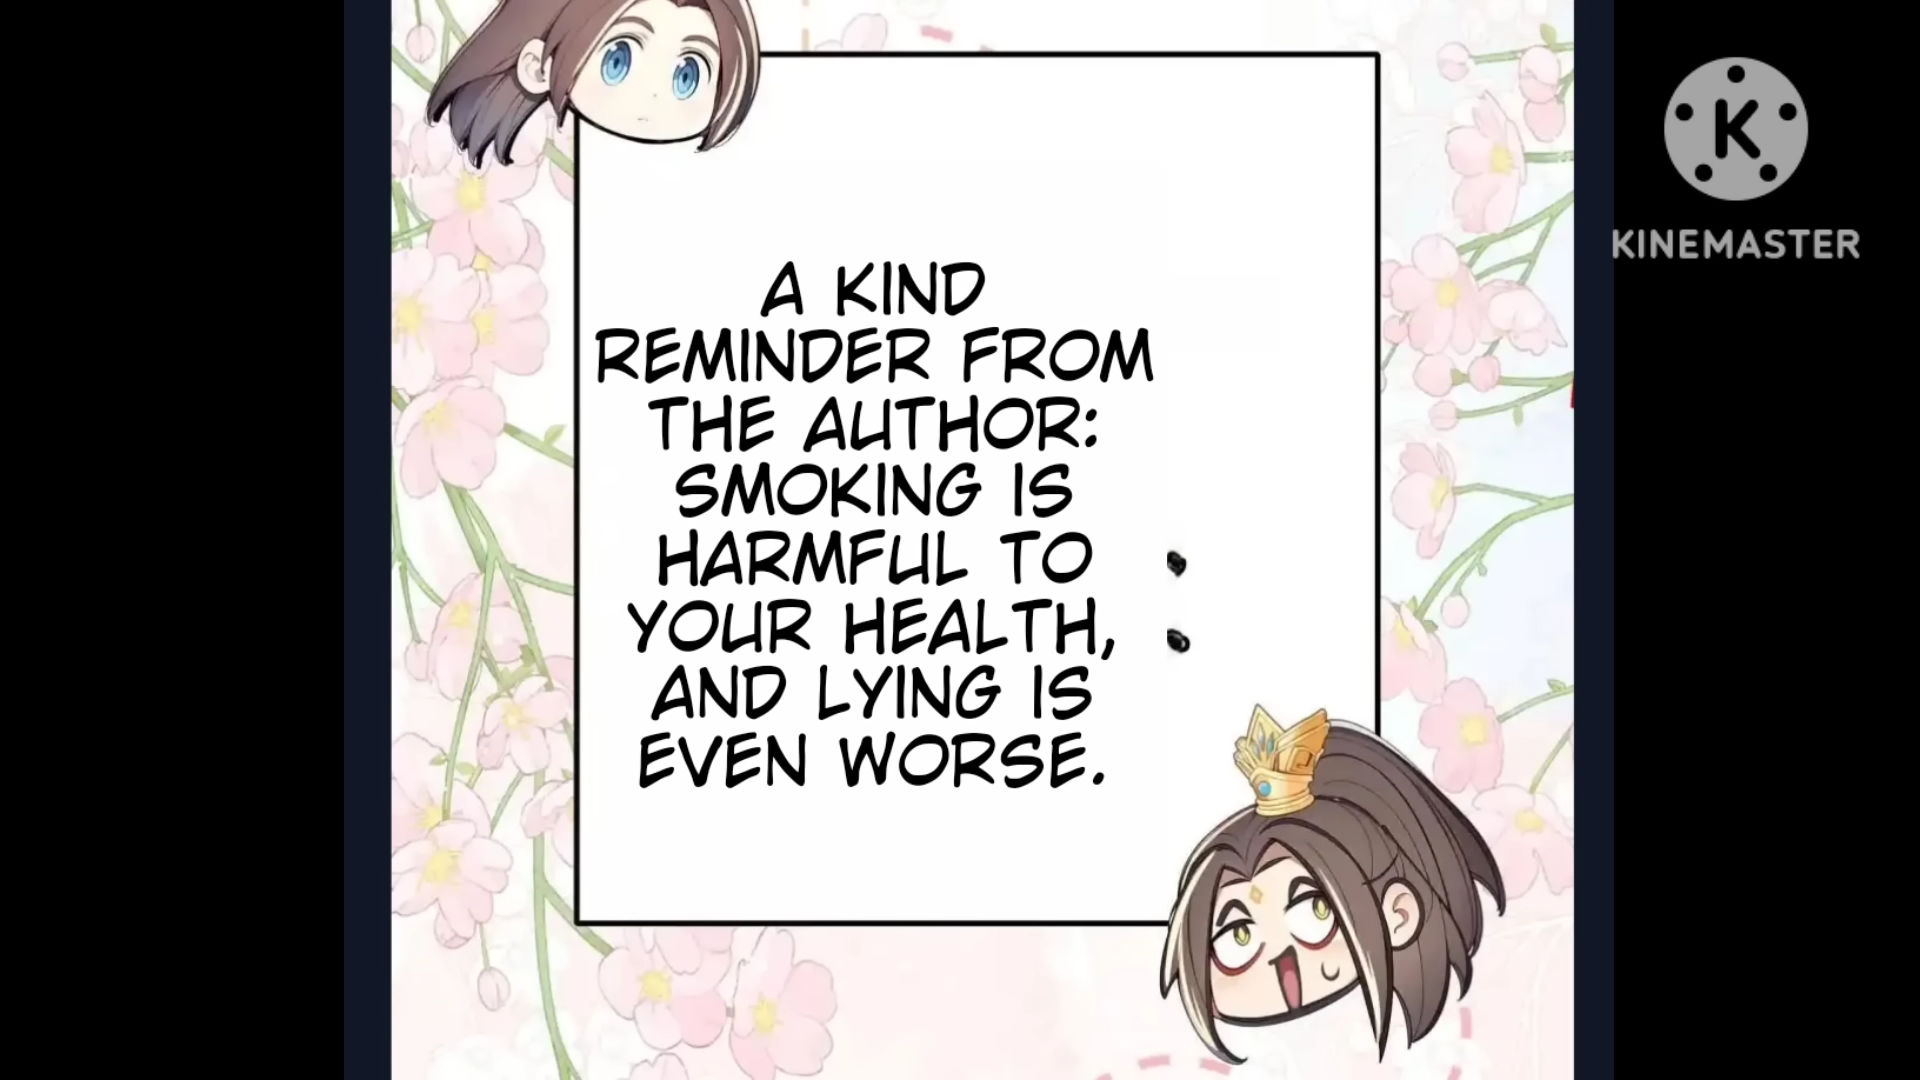 A KIND
REMINDER FROM
THE AUTHOR:
SMOKING IS
HARMFUL TO
YOUR HEALTH,
AND LYING IS
EVEN WORSE.
K
KINEMASTER